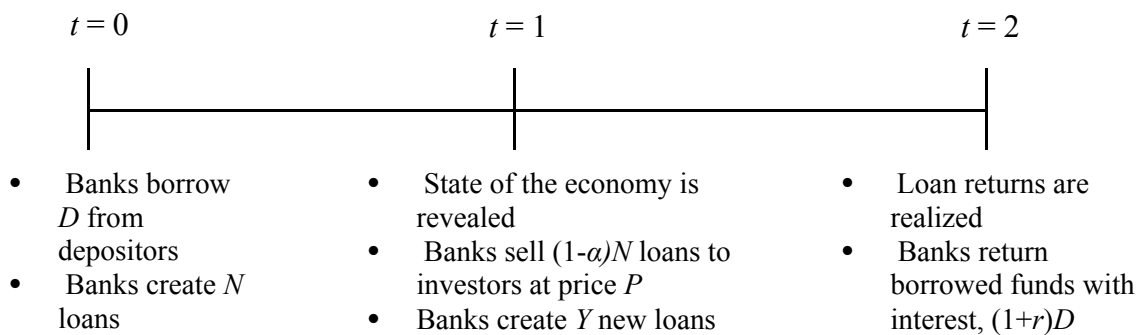 t = 0
t = 1
t = 2
• Banks borrow
D from
depositors
• Banks create N
loans
• State of the economy is
revealed
• Banks sell (1-α)N loans to
investors at price P
• Banks create Y new loans
• Loan returns are
realized
• Banks return
borrowed funds with
interest, (1+r)D